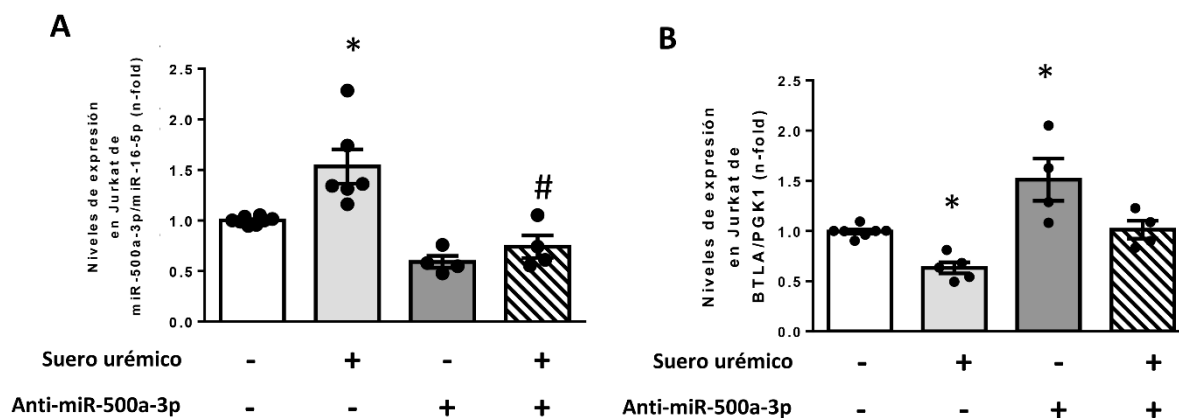 A
Niveles de expresión
en Jurkat de
miR-500a-3p/miR-16-5p (n-fold)
2.5
2.0
1.5
1.0
0.5
0.0
*
#
Suero urémico - + - +
Anti-miR-500a-3p - - + +
B
Niveles de expresión
en Jurkat de
BTLA/PGK1 (n-fold)
2.5
2.0
1.5
1.0
0.5
0.0
*
*
Suero urémico - + - +
Anti-miR-500a-3p - - + +